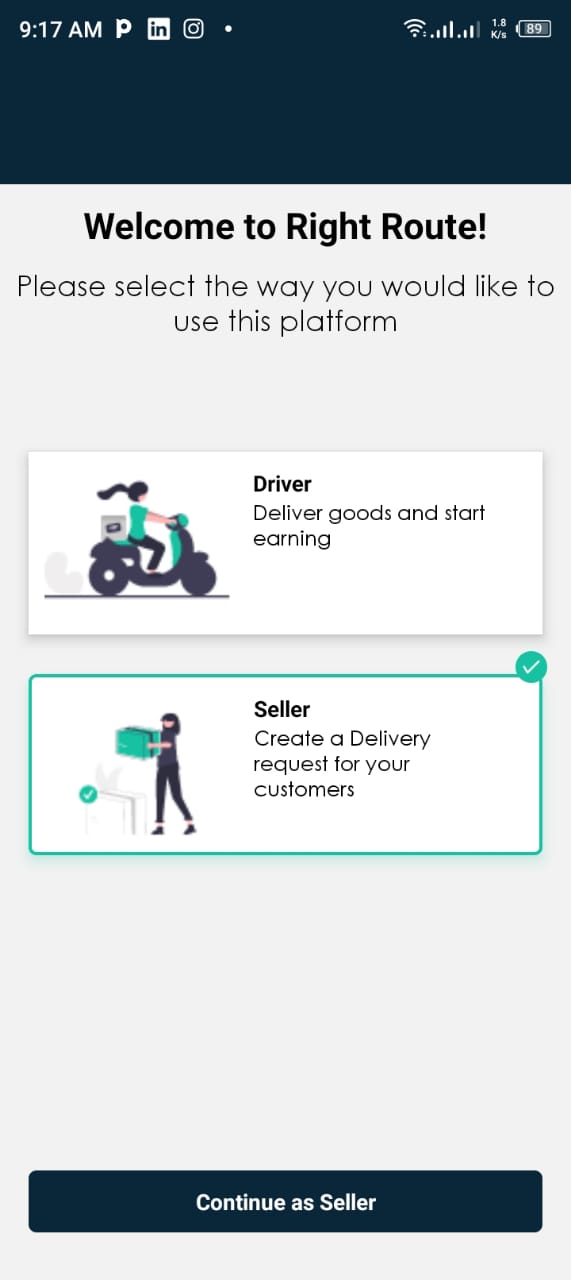 9:17 AM
1.8
K/s
89
Welcome to Right Route!
Please select the way you would like to
use this platform
Driver
Deliver goods and start
earning
Seller
Create a Delivery
request for your
customers
Continue as Seller